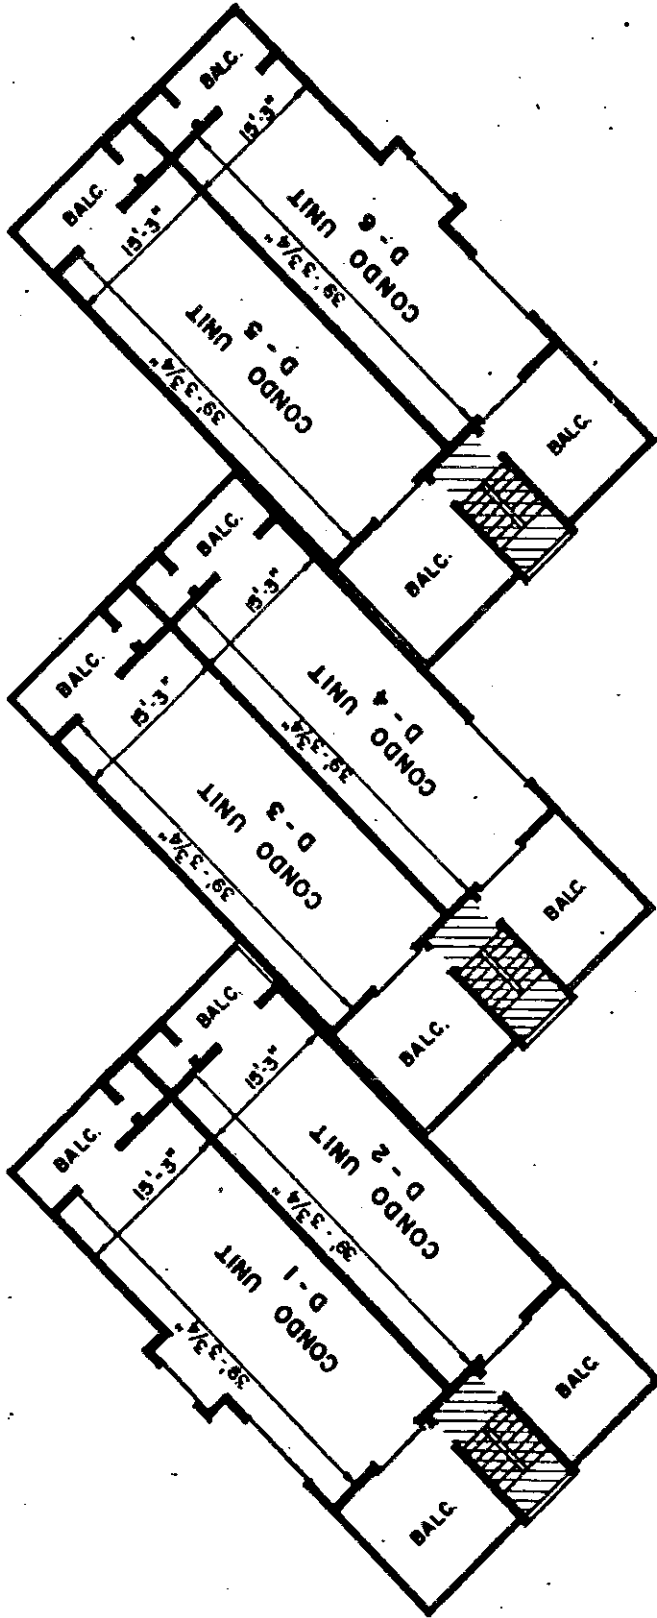 BALC.
BALC.
15'-3"
15'-3"
CONDO UNIT
D-6
39'-3 3/4"
CONDO UNIT
D-5
39'-3 3/4"
BALC.
BALC.
BALC.
BALC.
15'-3"
15'-3"
CONDO UNIT
D-4
39'-3 3/4"
CONDO UNIT
D-3
39'-3 3/4"
BALC.
BALC.
BALC.
BALC.
15'-3"
15'-3"
CONDO UNIT
D-2
39'-3 3/4"
CONDO UNIT
D-1
39'-3 3/4"
BALC.
BALC.